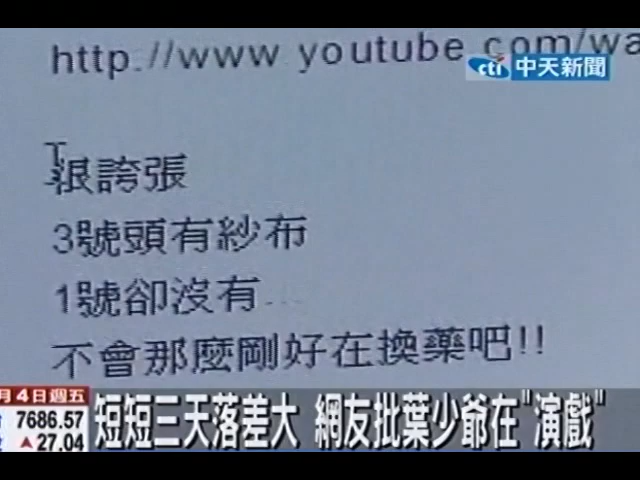 http://www.youtube.com/wa
cti 中天新聞
很誇張
3號頭有紗布
1號卻沒有...
不會那麼剛好在換藥吧!!
月4日週五
7686.57
▲27.04
短短三天落差大 網友批葉少爺在"演戲"